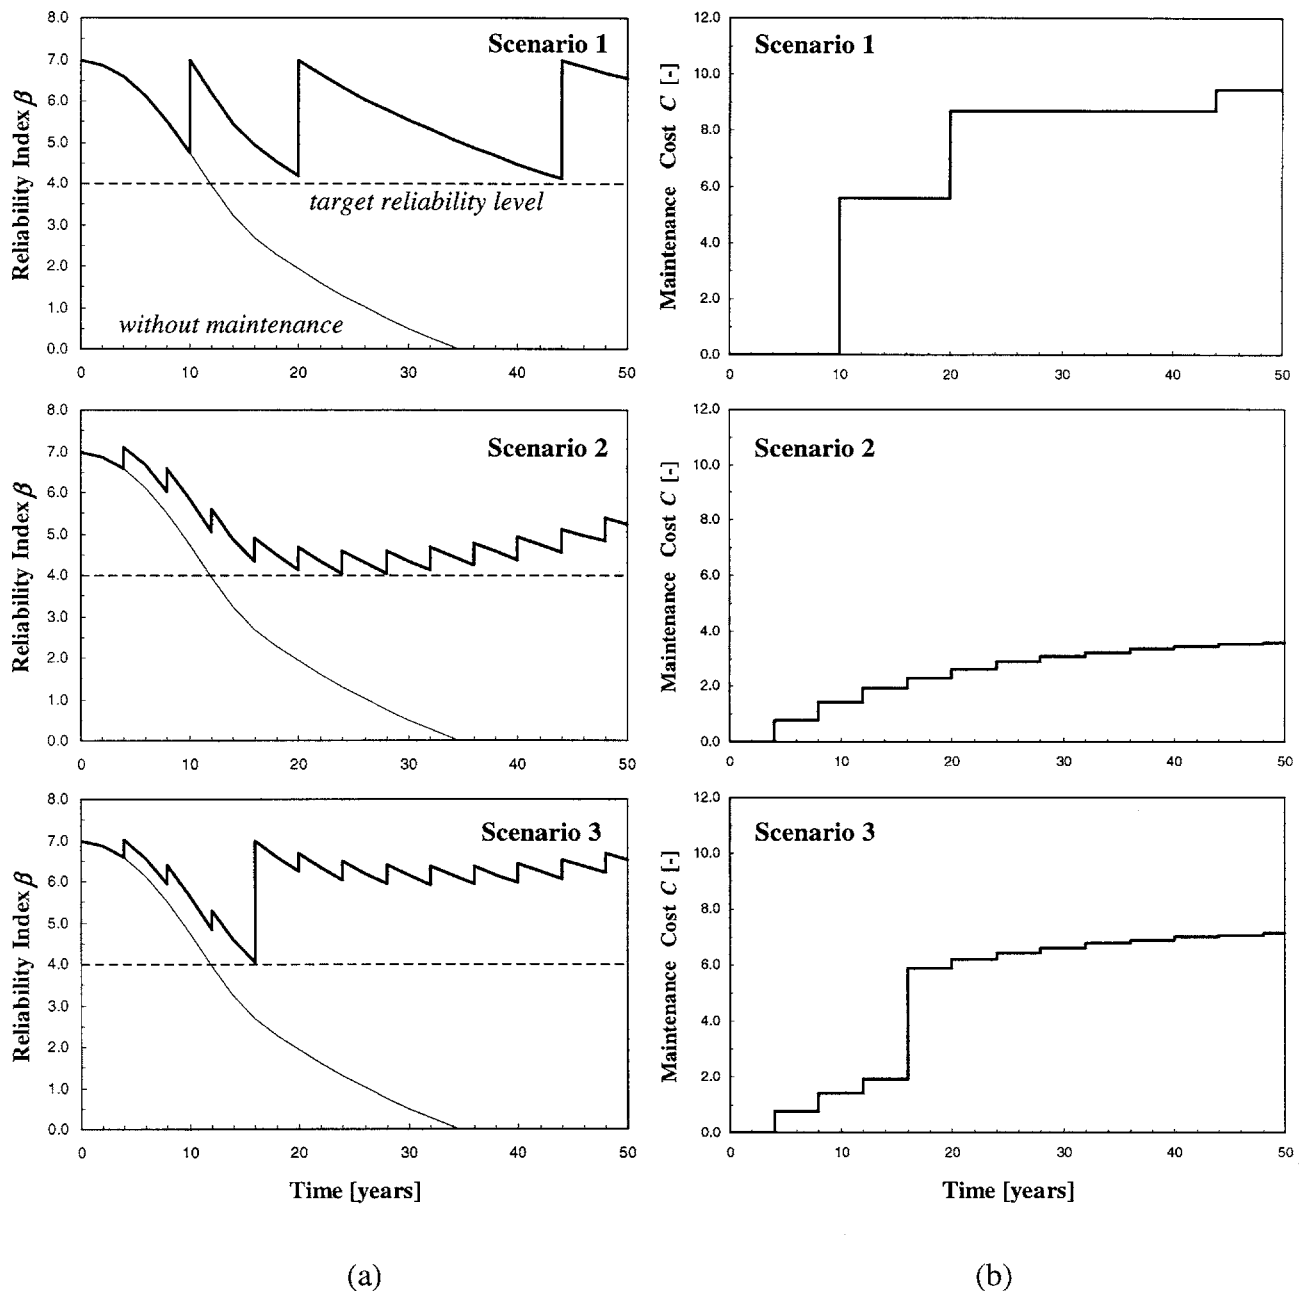 8.0
7.0
6.0
5.0
4.0
3.0
2.0
1.0
0.0
0 10 20 30 40 50
Reliability Index β
Scenario 1
target reliability level
without maintenance
12.0
10.0
8.0
6.0
4.0
2.0
0.0
0 10 20 30 40 50
Maintenance Cost C [-]
Scenario 1
8.0
7.0
6.0
5.0
4.0
3.0
2.0
1.0
0.0
0 10 20 30 40 50
Reliability Index β
Scenario 2
12.0
10.0
8.0
6.0
4.0
2.0
0.0
0 10 20 30 40 50
Maintenance Cost C [-]
Scenario 2
8.0
7.0
6.0
5.0
4.0
3.0
2.0
1.0
0.0
0 10 20 30 40 50
Reliability Index β
Scenario 3
Time [years]
12.0
10.0
8.0
6.0
4.0
2.0
0.0
0 10 20 30 40 50
Maintenance Cost C [-]
Scenario 3
Time [years]
(a)
(b)